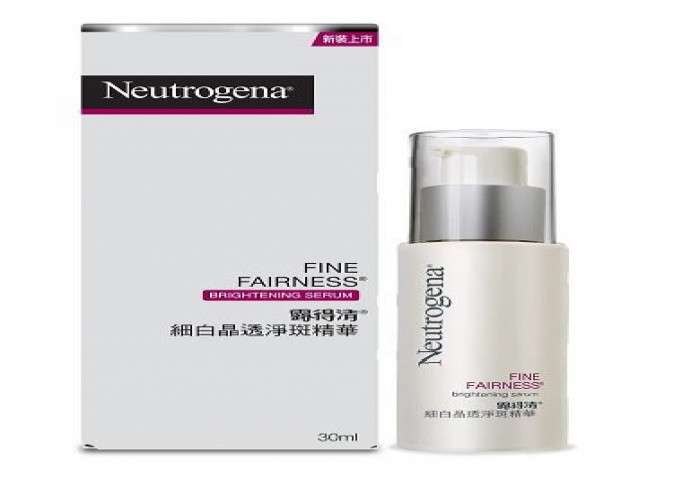 新裝上市
Neutrogena®
FINE
FAIRNESS®
BRIGHTENING SERUM
露得清®
細白晶透淨斑精華
30ml
Neutrogena®
FINE
FAIRNESS®
brightening serum
露得清®
細白晶透淨斑精華